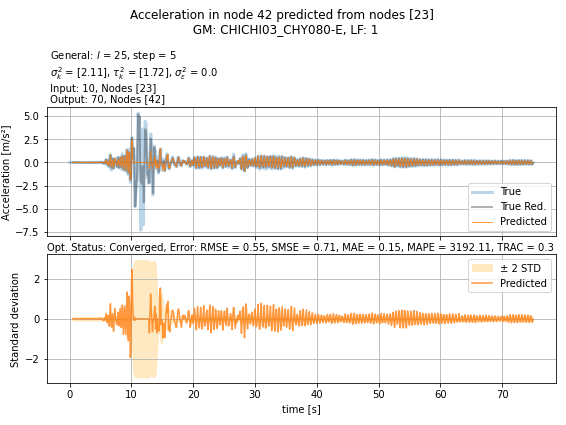 Acceleration in node 42 predicted from nodes [23]
GM: CHICHI03_CHY080-E, LF: 1
General: l = 25, step = 5
σ²ₖ = [2.11], τ²ₖ = [1.72], σ²ε = 0.0
Input: 10, Nodes [23]
Output: 70, Nodes [42]
Acceleration [m/s²]
5.0
2.5
0.0
−2.5
−5.0
−7.5
True
True Red.
Predicted
Opt. Status: Converged, Error: RMSE = 0.55, SMSE = 0.71, MAE = 0.15, MAPE = 3192.11, TRAC = 0.3
Standard deviation
2
0
−2
± 2 STD
Predicted
0 10 20 30 40 50 60 70
time [s]